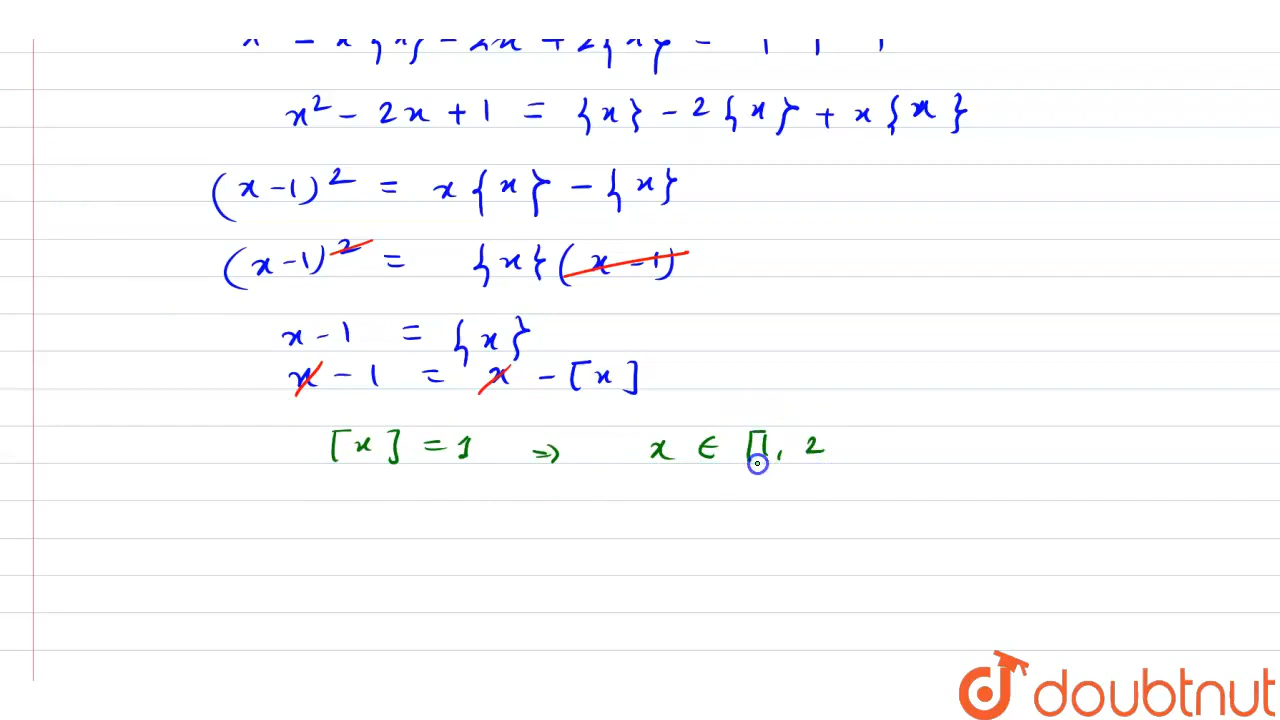 x² - 2x + 1 = {x} - 2{x} + x{x}
(x-1)² = x{x} - {x}
(x-1)² = {x}(x-1)
x - 1 = {x}
x - 1 = x - [x]
[x] = 1 ⇒ x ∈ [1, 2
doubtnut